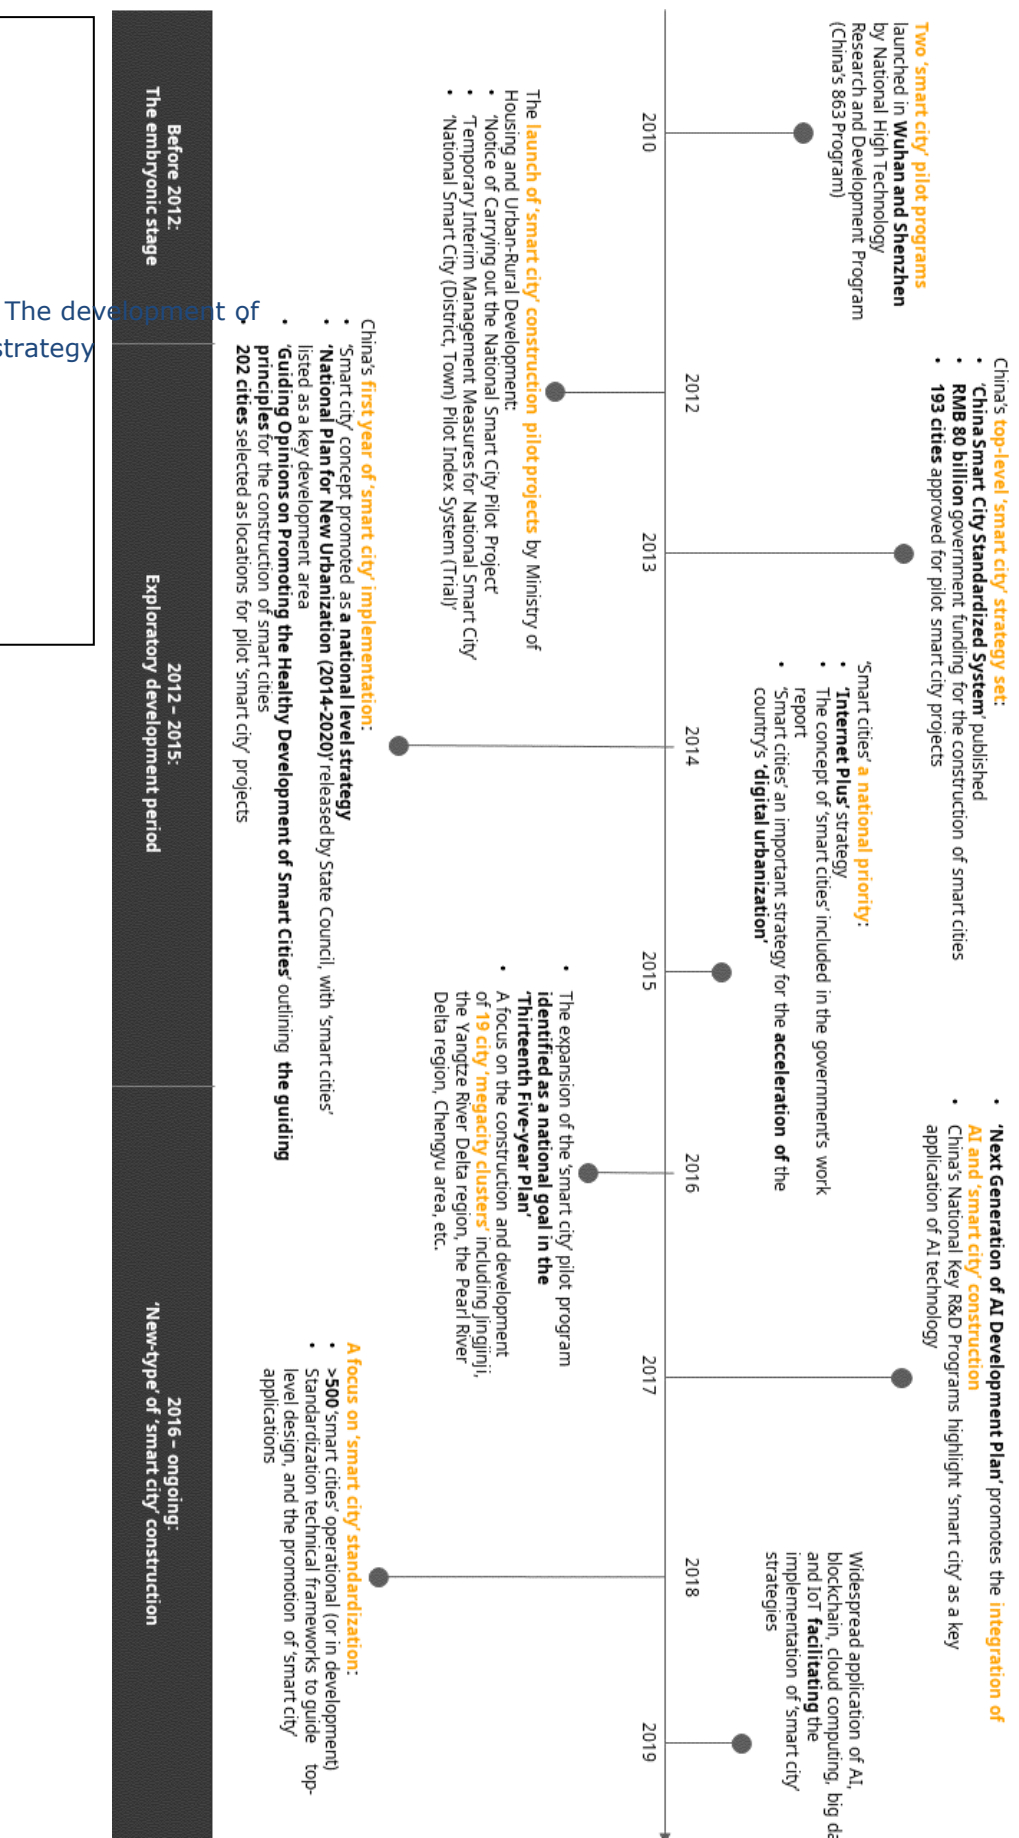 The development of
strategy
Two ‘smart city’ pilot programs
launched in Wuhan and Shenzhen
by National High Technology
Research and Development Program
(China’s 863 Program)
China’s top-level ‘smart city’ strategy set:
• ‘China Smart City Standardized System’ published
• RMB 80 billion government funding for the construction of smart cities
• 193 cities approved for pilot smart city projects
‘Smart cities’ a national priority:
• ‘Internet Plus’ strategy
• The concept of ‘smart cities’ included in the government’s work
report
• ‘Smart cities’ an important strategy for the acceleration of the
country’s ‘digital urbanization’
• ‘Next Generation of AI Development Plan’ promotes the integration of
AI and ‘smart city’ construction
• China’s National Key R&D Programs highlight ‘smart city’ as a key
application of AI technology
Widespread application of AI,
blockchain, cloud computing, big
and IoT facilitating the
implementation of ‘smart city’
strategies
2010
2012
2013
2014
2015
2016
2017
2018
2019
The launch of ‘smart city’ construction pilot projects by Ministry of
Housing and Urban-Rural Development:
• ‘Notice of Carrying out the National Smart City Pilot Project’
• ‘Temporary Interim Management Measures for National Smart City’
• ‘National Smart City (District, Town) Pilot Index System (Trial)’
China’s first year of ‘smart city’ implementation:
• ‘Smart city’ concept promoted as a national level strategy
• ‘National Plan for New Urbanization (2014-2020)’ released by State Council, with ‘smart cities’
listed as a key development area
• ‘Guiding Opinions on Promoting the Healthy Development of Smart Cities’ outlining the guiding
principles for the construction of smart cities
• 202 cities selected as locations for pilot ‘smart city’ projects
• The expansion of the ‘smart city’ pilot program
identified as a national goal in the
‘Thirteenth Five-year Plan’
• A focus on the construction and development
of 19 city ‘megacity clusters’ including Jingjinji,
the Yangtze River Delta region, the Pearl River
Delta region, Chengyu area, etc.
A focus on ‘smart city’ standardization:
• >500 ‘smart cities’ operational (or in development)
• Standardization technical frameworks to guide top-
level design, and the promotion of ‘smart city’
applications
Before 2012:
The embryonic stage
2012 – 2015:
Exploratory development period
2016 – ongoing:
‘New-type’ of ‘smart city’ construction